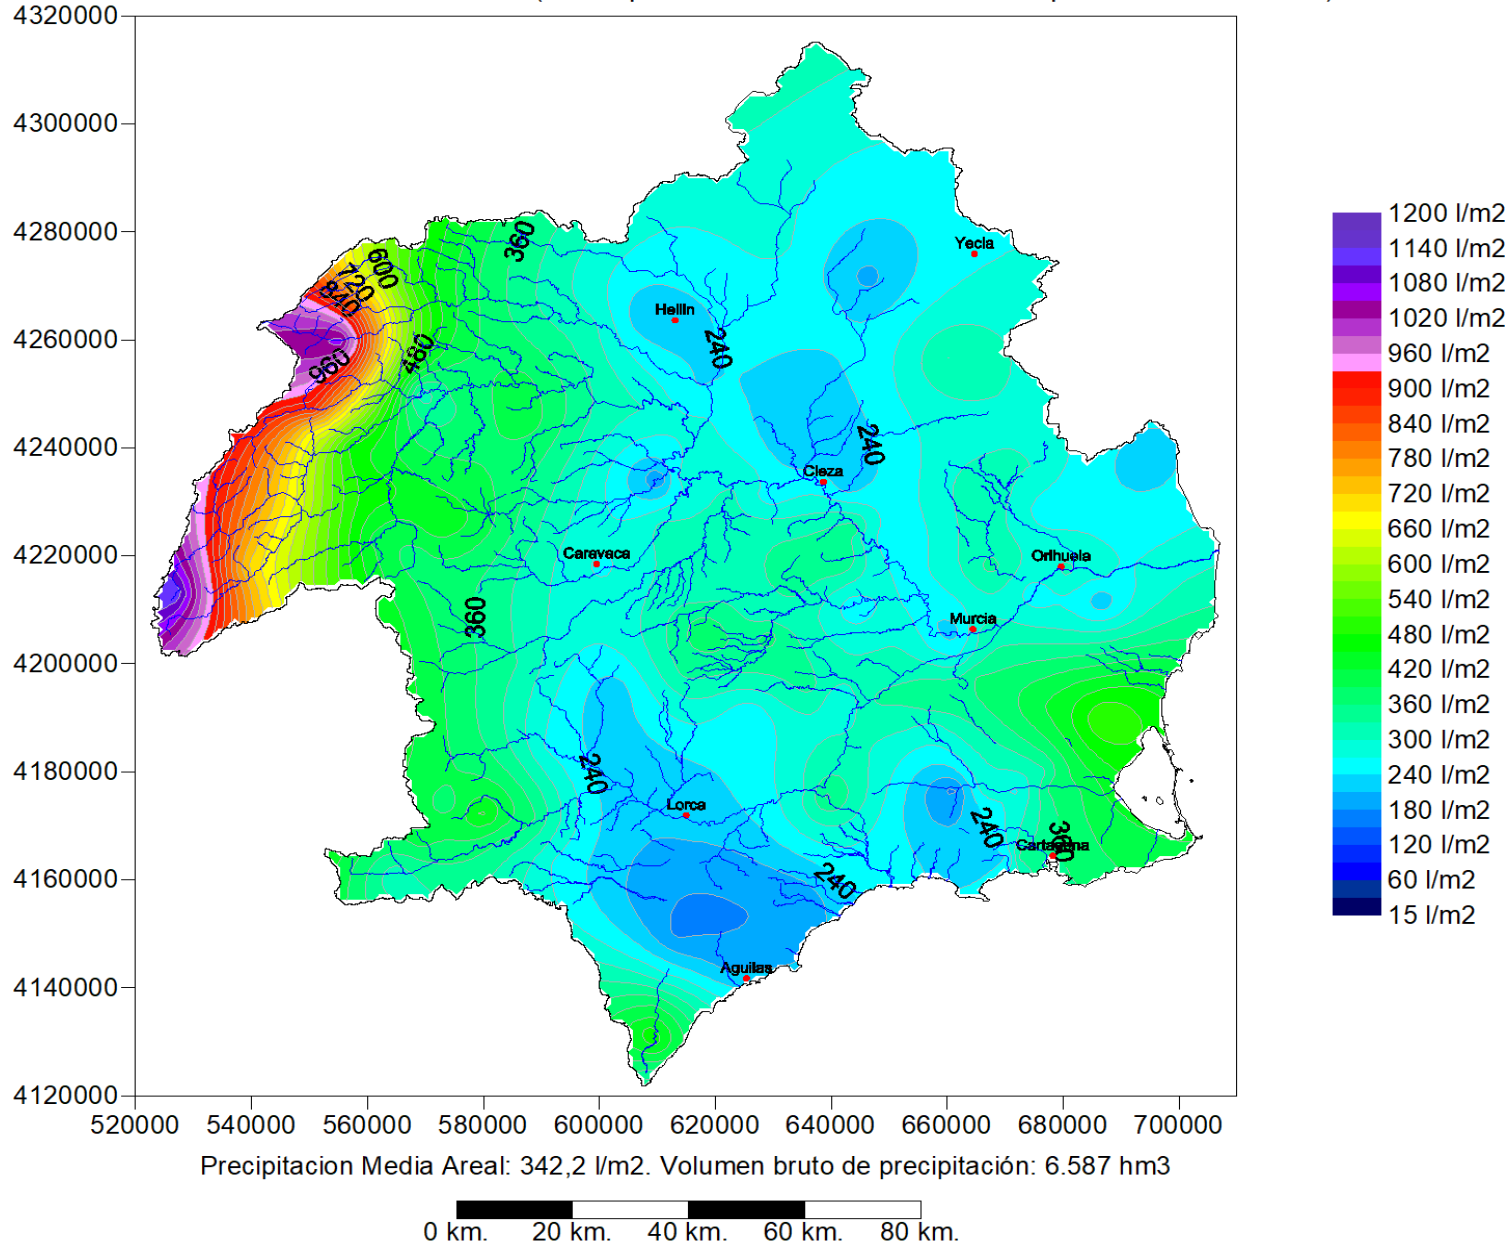 4320000
4300000
4280000
4260000
4240000
4220000
4200000
4180000
4160000
4140000
4120000
520000 540000 560000 580000 600000 620000 640000 660000 680000 700000
360
600
720
840
960
480
Yecla
Hellin
240
240
Cieza
Caravaca
Orihuela
360
Murcia
240
Lorca
240
360
Cartagena
240
Aguilas
1200 l/m2
1140 l/m2
1080 l/m2
1020 l/m2
960 l/m2
900 l/m2
840 l/m2
780 l/m2
720 l/m2
660 l/m2
600 l/m2
540 l/m2
480 l/m2
420 l/m2
360 l/m2
300 l/m2
240 l/m2
180 l/m2
120 l/m2
60 l/m2
15 l/m2
Precipitacion Media Areal: 342,2 l/m2. Volumen bruto de precipitación: 6.587 hm3
0 km. 20 km. 40 km. 60 km. 80 km.